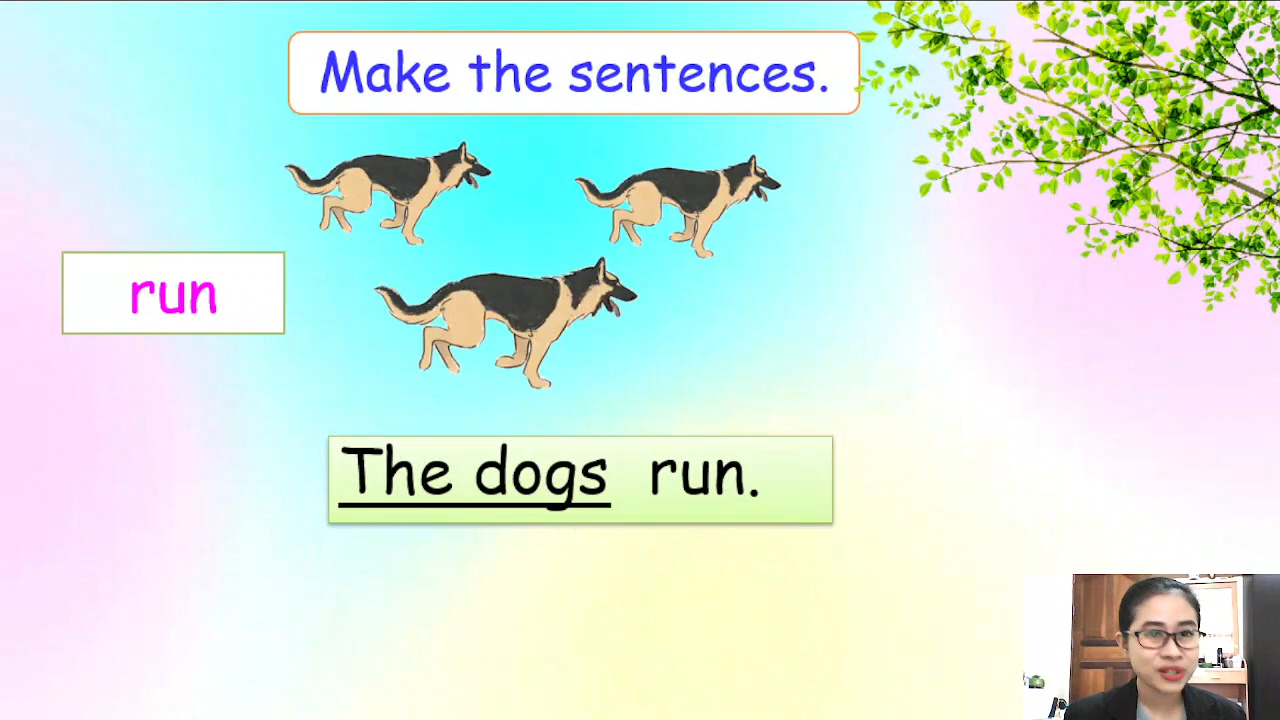 Make the sentences.
run
The dogs run.